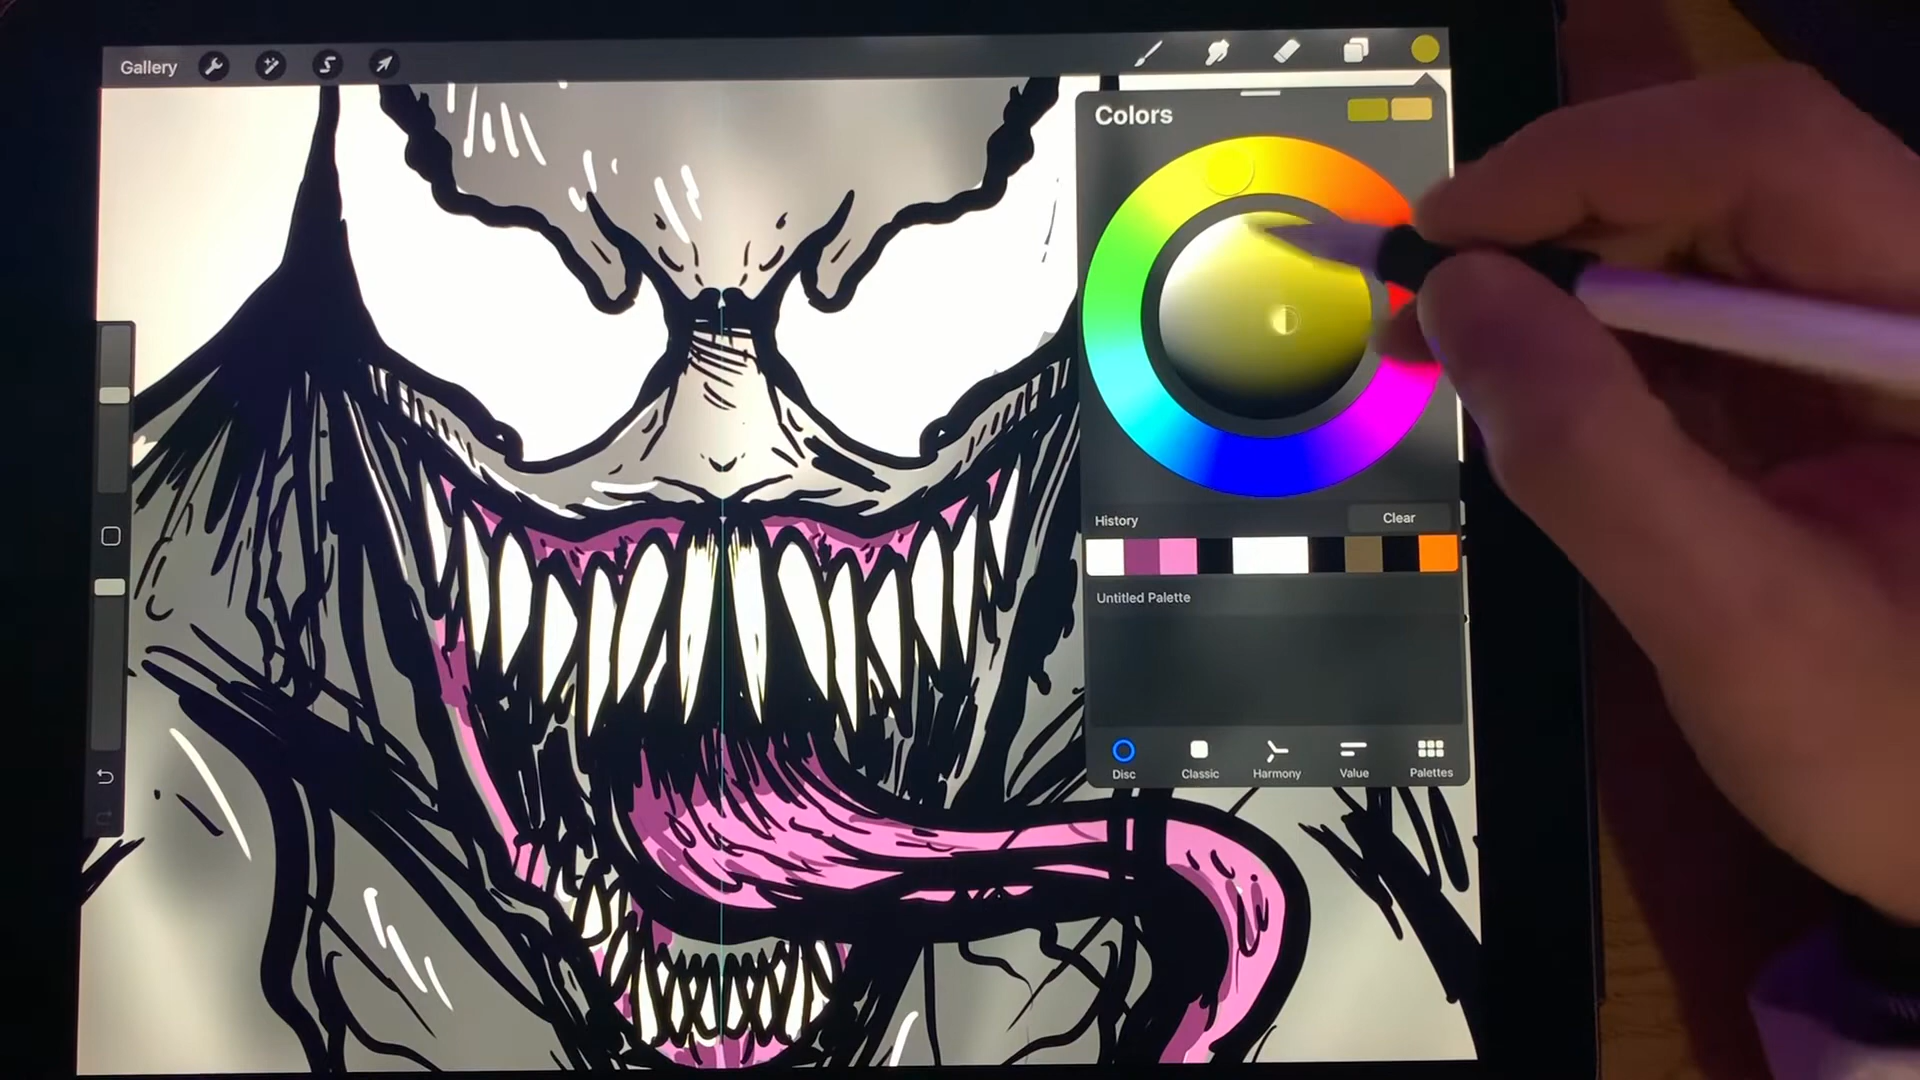 Gallery
Colors
History
Clear
Untitled Palette
Disc
Classic
Harmony
Value
Palettes